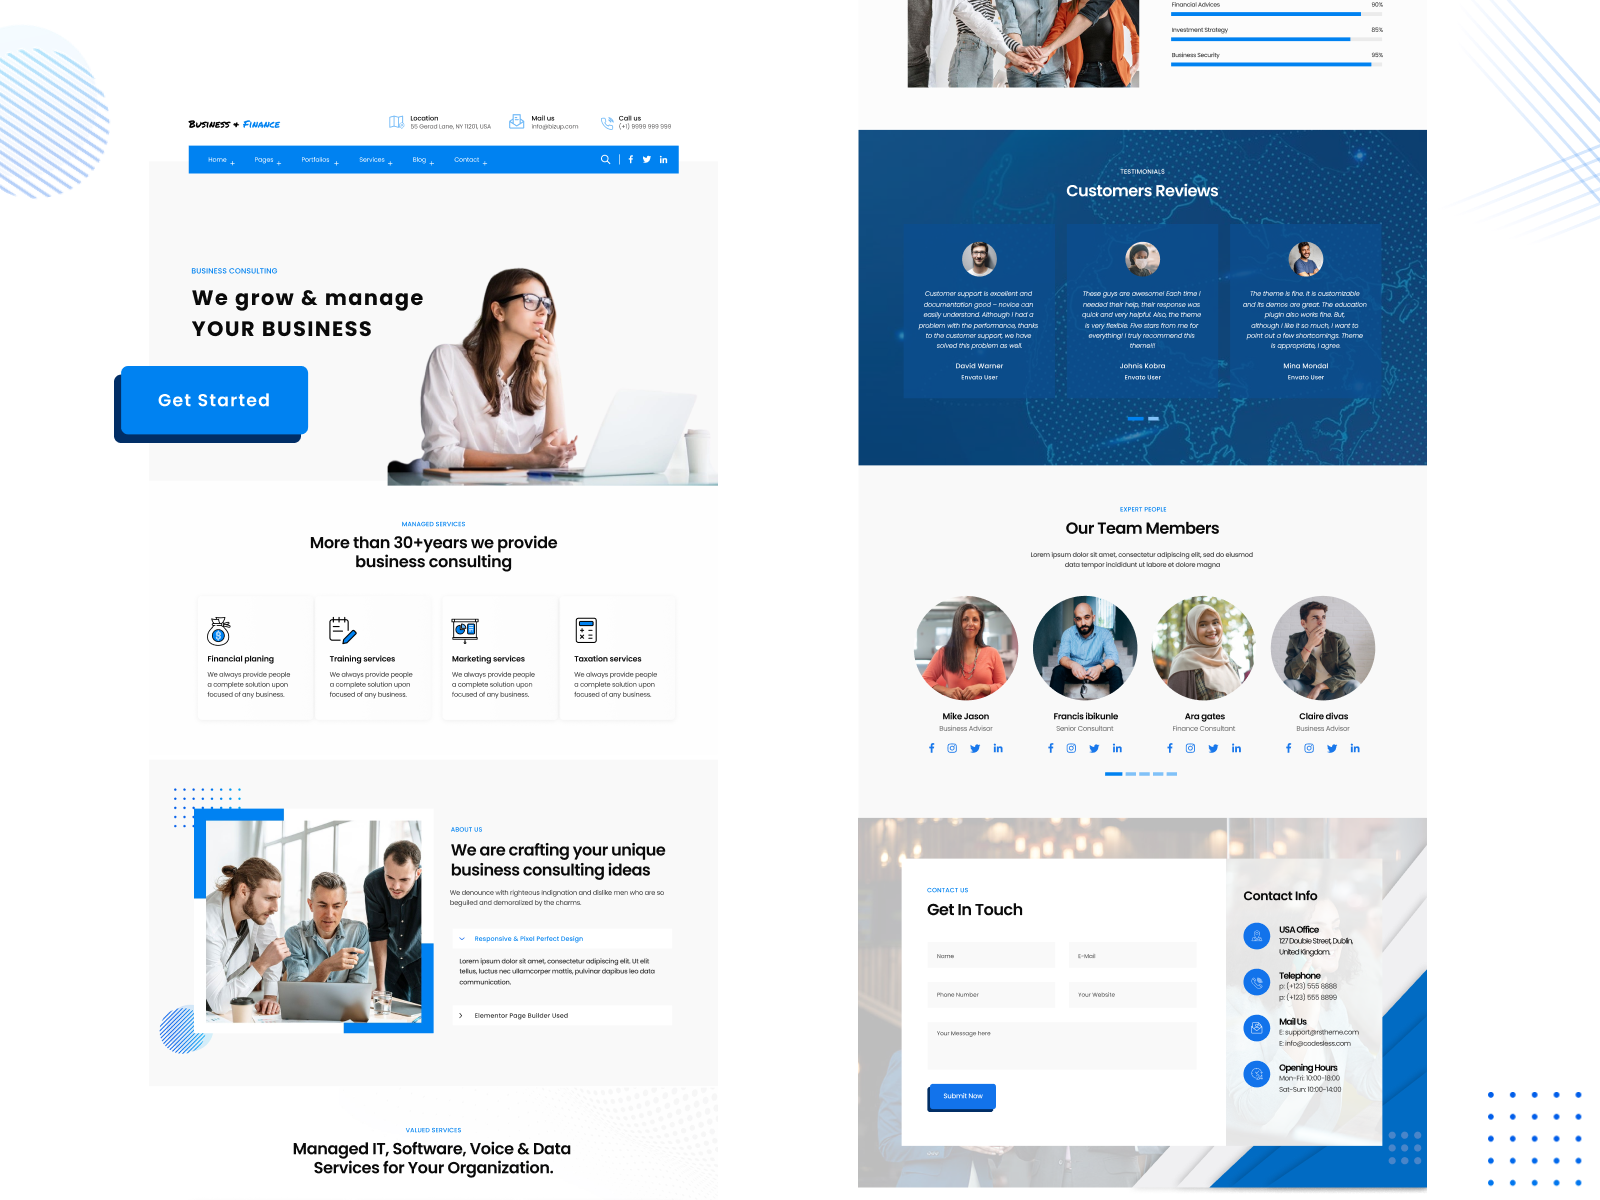 Business + Finance
Location
55 Gerad Lane, NY 11201, USA
Mail us
info@bizup.com
Call us
(+1) 9999 999 999
Home + Pages + Portfolios + Services + Blog + Contact +
BUSINESS CONSULTING
We grow & manage
YOUR BUSINESS
Get Started
MANAGED SERVICES
More than 30+years we provide
business consulting
Financial planing
We always provide people
a complete solution upon
focused of any business.
Training services
We always provide people
a complete solution upon
focused of any business.
Marketing services
We always provide people
a complete solution upon
focused of any business.
Taxation services
We always provide people
a complete solution upon
focused of any business.
ABOUT US
We are crafting your unique
business consulting ideas
We denounce with righteous indignation and dislike men who are so
beguiled and demoralized by the charms.
Responsive & Pixel Perfect Design
Lorem ipsum dolor sit amet, consectetur adipiscing elit. Ut elit
tellus, luctus nec ullamcorper mattis, pulvinar dapibus leo data
communication.
Elementor Page Builder Used
VALUED SERVICES
Managed IT, Software, Voice & Data
Services for Your Organization.
Financial Advices 90%
Investment Strategy 85%
Business Security 95%
TESTIMONIALS
Customers Reviews
Customer support is excellent and
documentation good – novice can
easily understand. Although I had a
problem with the performance, thanks
to the customer support, we have
solved this problem as well.
David Warner
Envato User
These guys are awesome! Each time I
needed their help, their response was
quick and very helpful. Also, the theme
is very flexible. Five stars from me for
everything! I truly recommend this
theme!!!
Johnis Kobra
Envato User
The theme is fine. It is customizable
and its demos are great. The education
plugin also works fine. But,
although I like it so much, I want to
point out a few shortcomings. Theme
is appropriate, I agree.
Mina Mondal
Envato User
EXPERT PEOPLE
Our Team Members
Lorem ipsum dolor sit amet, consectetur adipiscing elit, sed do eiusmod
data tempor incididunt ut labore et dolore magna
Mike Jason
Business Advisor
Francis ibikunle
Senior Consultant
Ara gates
Finance Consultant
Claire divas
Business Advisor
CONTACT US
Get In Touch
Name
E-Mail
Phone Number
Your Website
Your Message here
Submit Now
Contact Info
USA Office
127 Double Street, Dublin,
United Kingdom.
Telephone
p: (+123) 555 8888
p: (+123) 555 8899
Mail Us
E: support@rstheme.com
E: info@codesless.com
Opening Hours
Mon-Fri: 10:00-18:00
Sat-Sun: 10:00-14:00